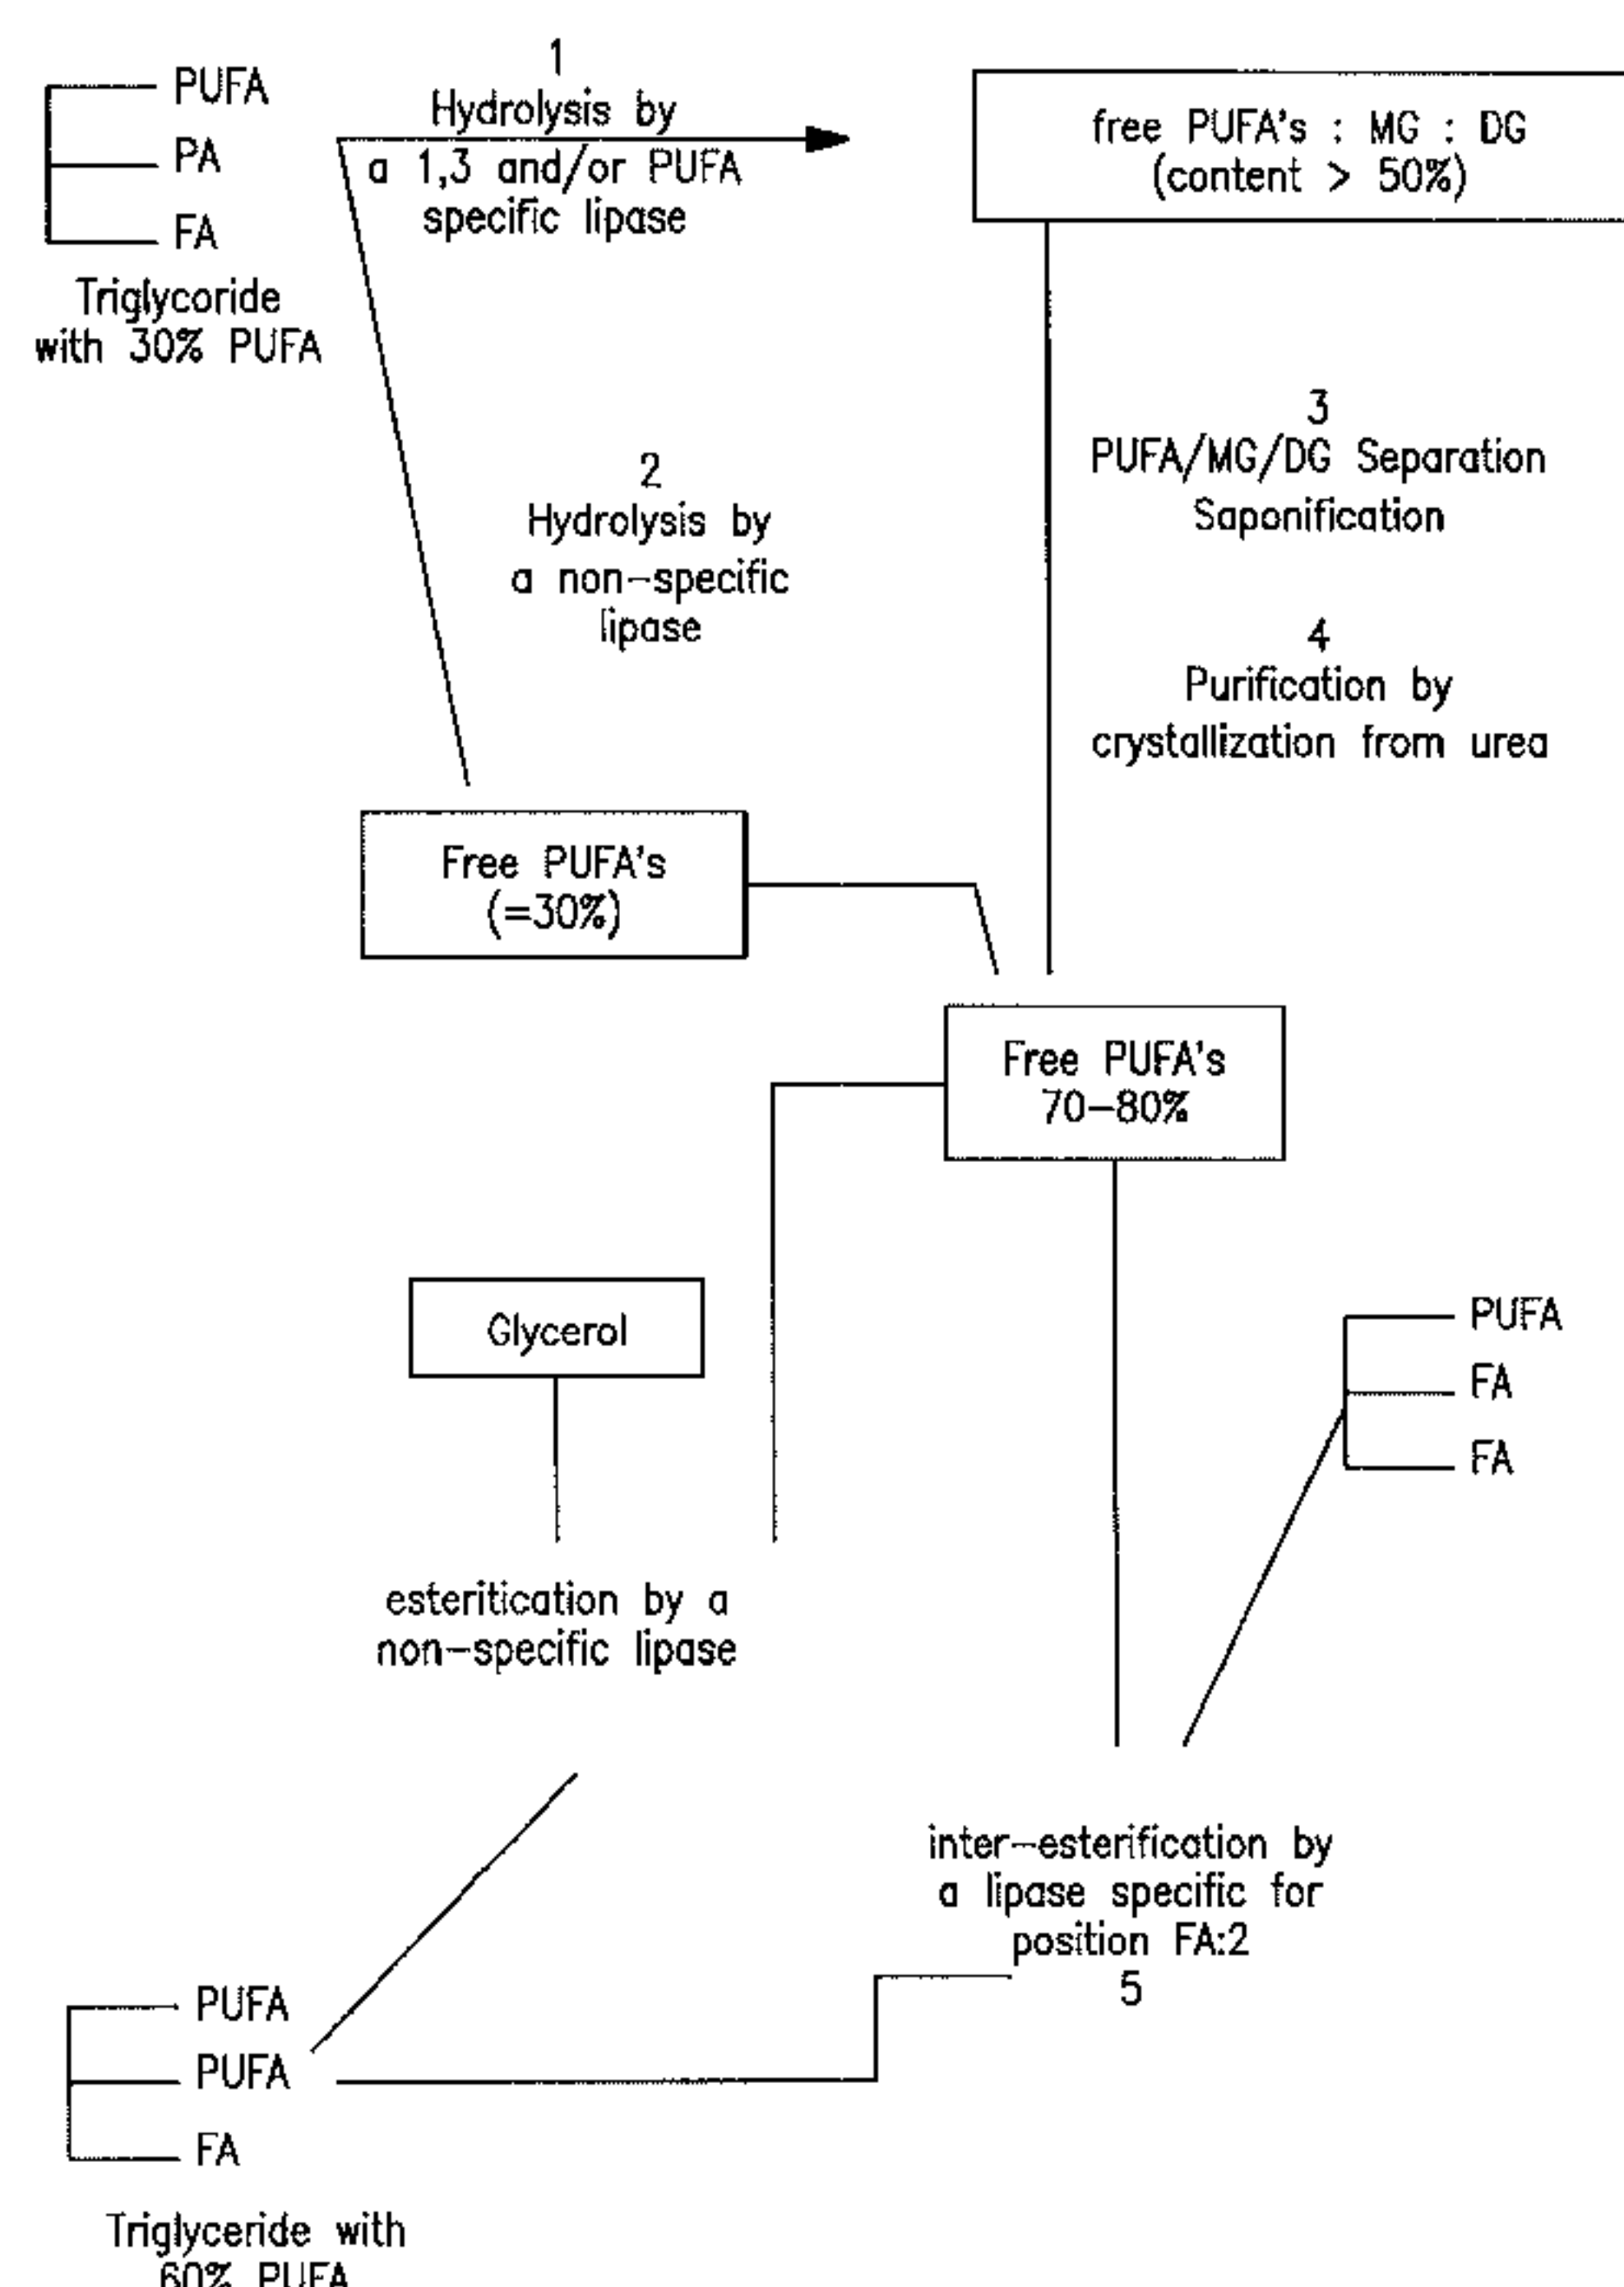 PUFA
PA
FA
Triglycoride
with 30% PUFA
1
Hydrolysis by
a 1,3 and/or PUFA
specific lipase
free PUFA's : MG : DG
(content > 50%)
2
Hydrolysis by
a non-specific
lipase
3
PUFA/MG/DG Separation
Saponification
4
Purification by
crystallization from urea
Free PUFA's
(=30%)
Free PUFA's
70-80%
Glycerol
PUFA
FA
FA
esteritication by a
non-specific lipase
inter-esterification by
a lipase specific for
position FA:2
5
PUFA
PUFA
FA
Triglyceride with
60% PUFA